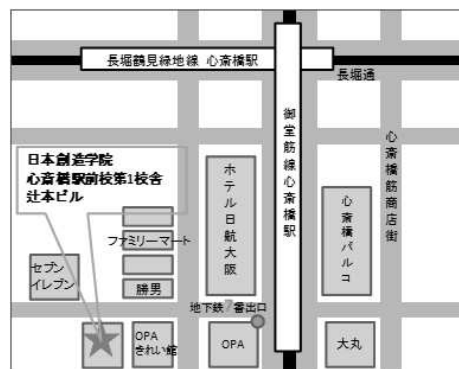 長堀鶴見緑地線 心斎橋駅
長堀通
御堂筋線心斎橋駅
心斎橋筋商店街
日本創造学院
心斎橋駅前校第1校舎
辻本ビル
ホテル日航大阪
心斎橋パルコ
ファミリーマート
セブン
イレブン
勝男
地下鉄7番出口
OPA
きれい館
OPA
大丸